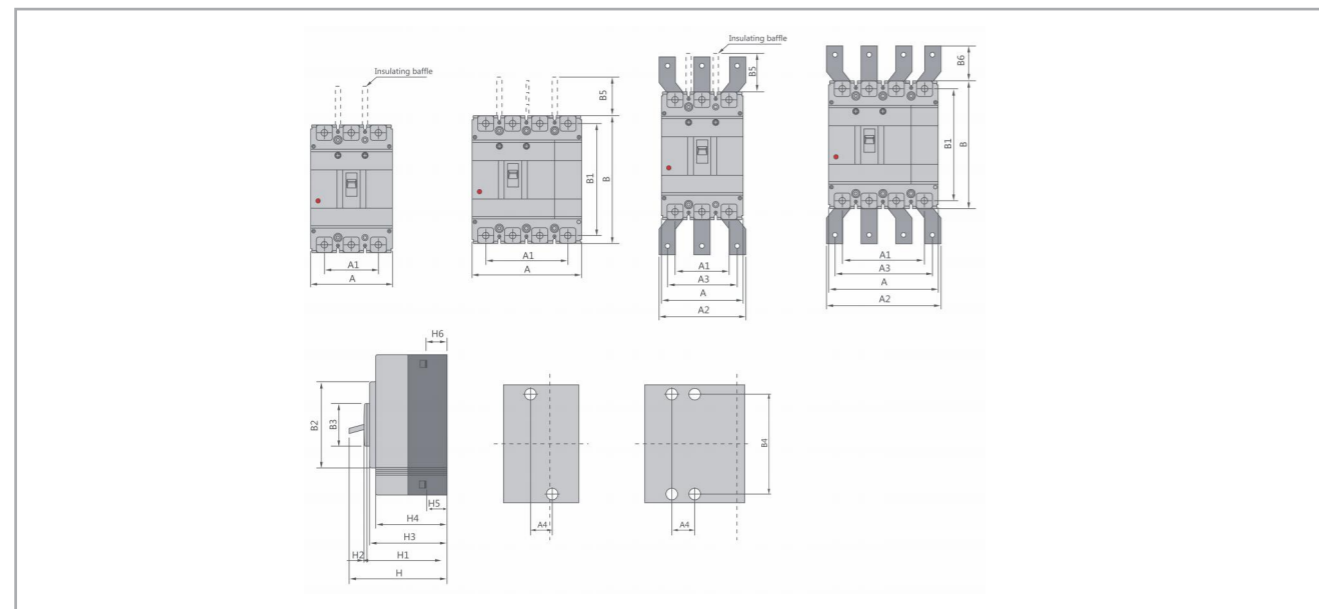 Insulating baffle
A1
A
Insulating baffle
B5
B1
B
A1
A
B5
A1
A3
A
A2
B6
B1
B
A1
A3
A
A2
H6
B2
B3
H5
H4
H3
H2
H1
H
A4
B4
A4